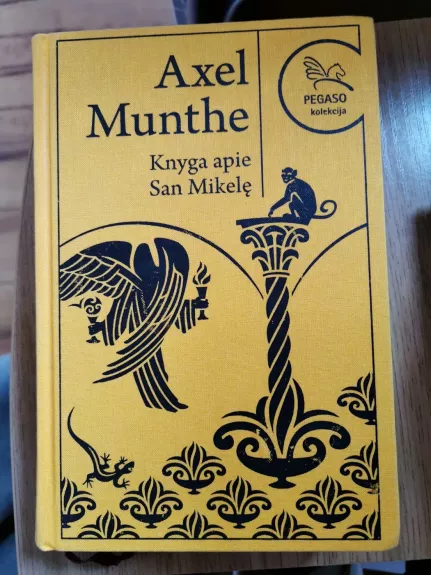 Axel
Munthe
Knyga apie
San Mikelę
PEGASO
kolekcija